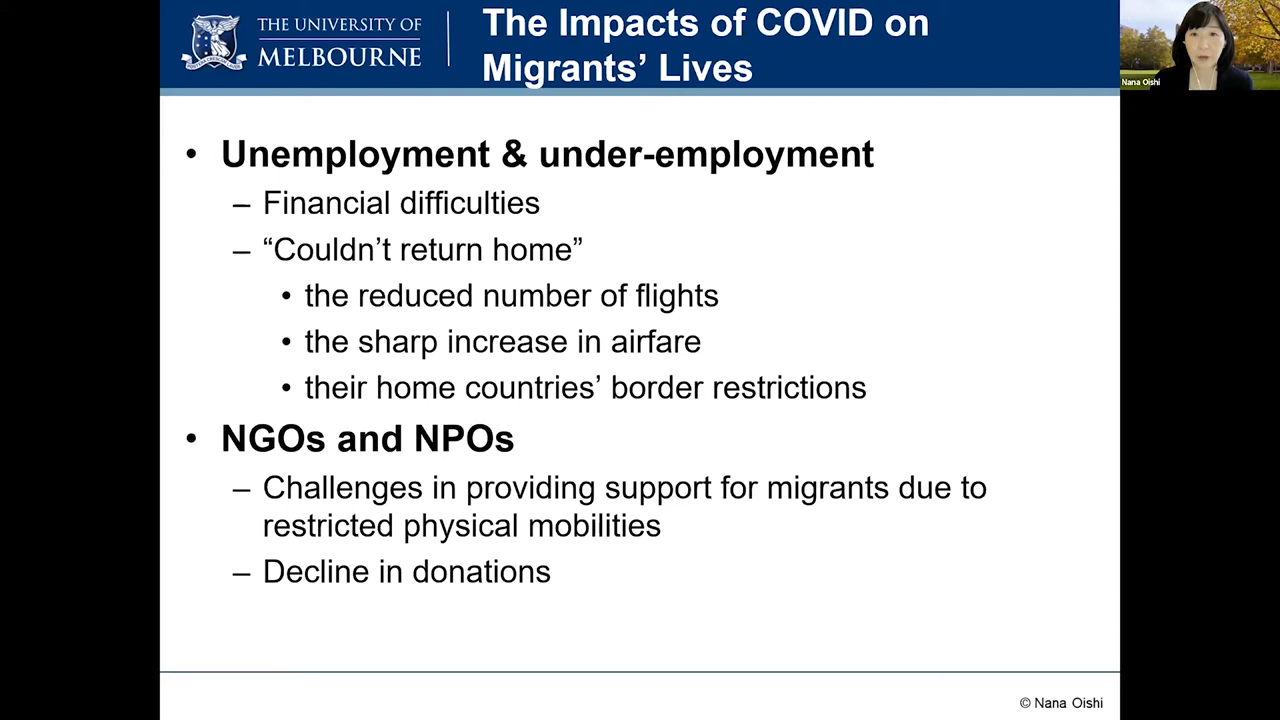 THE UNIVERSITY OF
MELBOURNE
The Impacts of COVID on
Migrants’ Lives
Nana Oishi
• Unemployment & under-employment
– Financial difficulties
– “Couldn’t return home”
• the reduced number of flights
• the sharp increase in airfare
• their home countries’ border restrictions
• NGOs and NPOs
– Challenges in providing support for migrants due to
restricted physical mobilities
– Decline in donations
© Nana Oishi